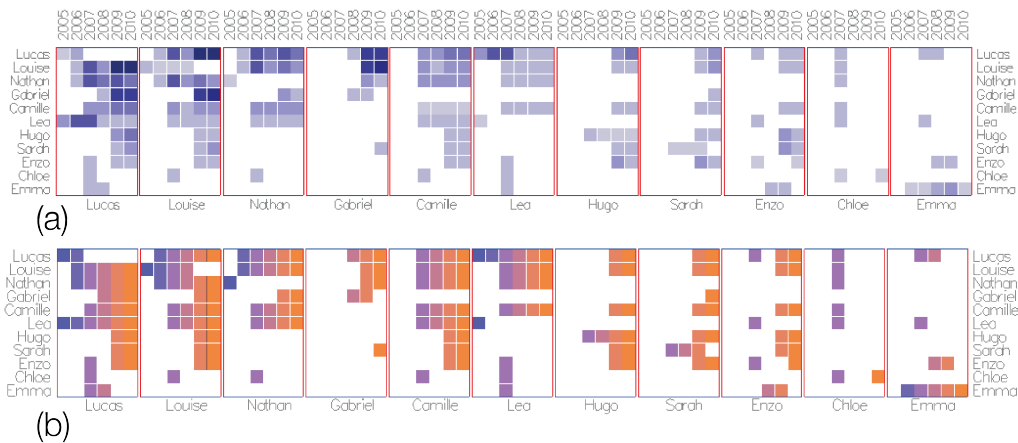 2005 2006 2007 2008 2009 2010 2005 2006 2007 2008 2009 2010 2005 2006 2007 2008 2009 2010 2005 2006 2007 2008 2009 2010 2005 2006 2007 2008 2009 2010 2005 2006 2007 2008 2009 2010 2005 2006 2007 2008 2009 2010 2005 2006 2007 2008 2009 2010 2005 2006 2007 2008 2009 2010 2005 2006 2007 2008 2009 2010 2005 2006 2007 2008 2009 2010
Lucas Lucas
Louise Louise
Nathan Nathan
Gabriel Gabriel
Camille Camille
Lea Lea
Hugo Hugo
Sarah Sarah
Enzo Enzo
Chloe Chloe
Emma Emma
(a) Lucas Louise Nathan Gabriel Camille Lea Hugo Sarah Enzo Chloe Emma
Lucas Lucas
Louise Louise
Nathan Nathan
Gabriel Gabriel
Camille Camille
Lea Lea
Hugo Hugo
Sarah Sarah
Enzo Enzo
Chloe Chloe
Emma Emma
(b) Lucas Louise Nathan Gabriel Camille Lea Hugo Sarah Enzo Chloe Emma